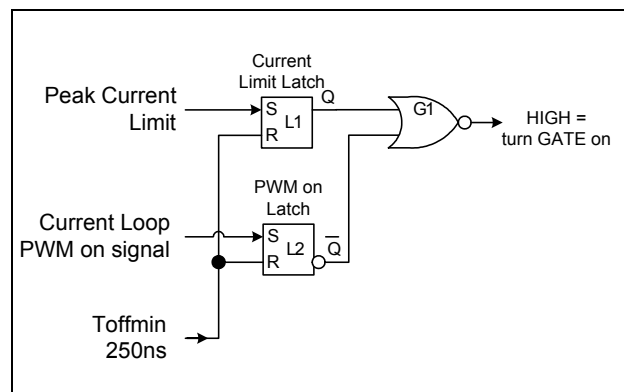 Current
Limit Latch
Peak Current
Limit
S
R
L1
Q
G1
HIGH =
turn GATE on
PWM on
Latch
Current Loop
PWM on signal
S
R
L2
Q
Toffmin
250ns